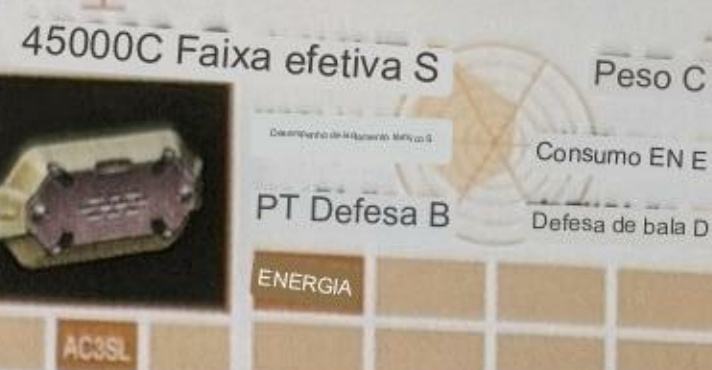 45000C Faixa efetiva S
Peso C
Consumo EN E
PT Defesa B
Defesa de bala D
ENERGIA
AC3SL